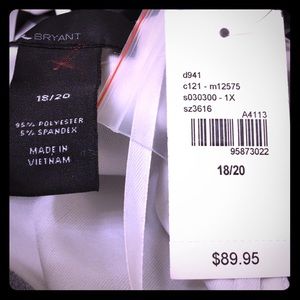 BRYANT
18/20
95% POLYESTER
5% SPANDEX
MADE IN
VIETNAM
d941
c121 - m12575
s030300 - 1X
sz3616
A4113
95873022
18/20
$89.95